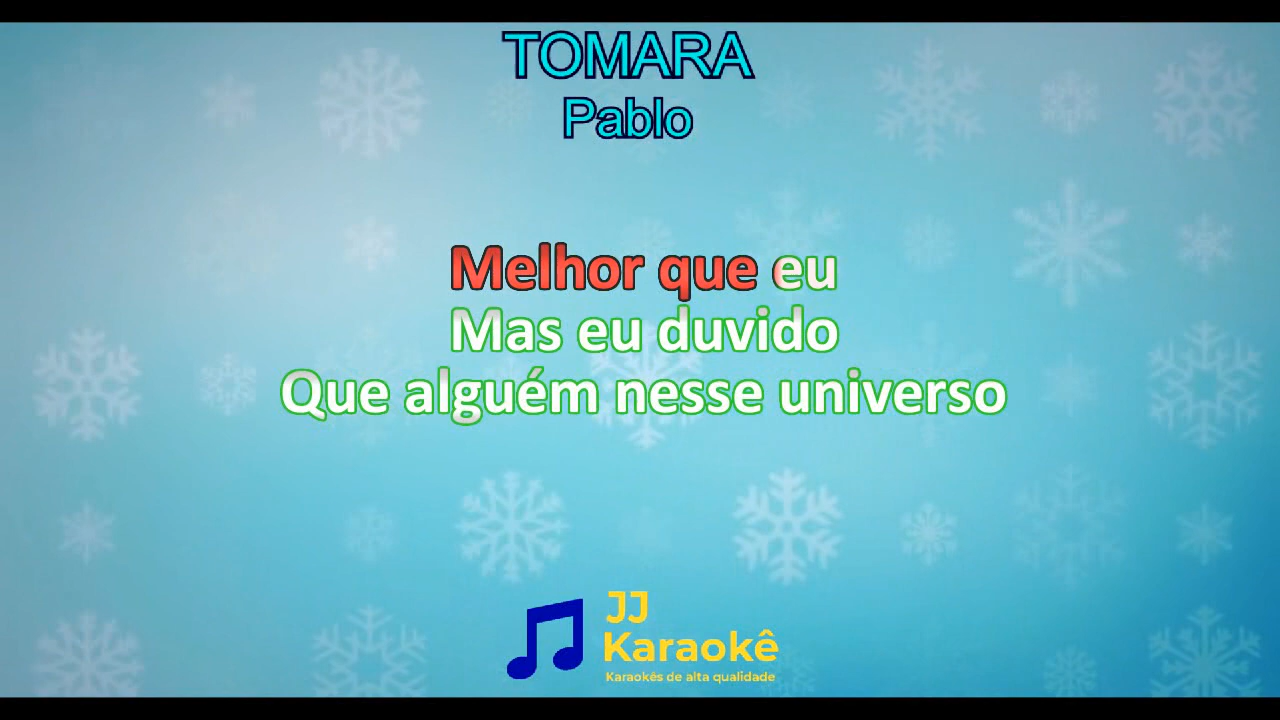 TOMARA
Pablo
Melhor que eu
Mas eu duvido
Que alguém nesse universo
JJ
Karaokê
Karaokês de alta qualidade